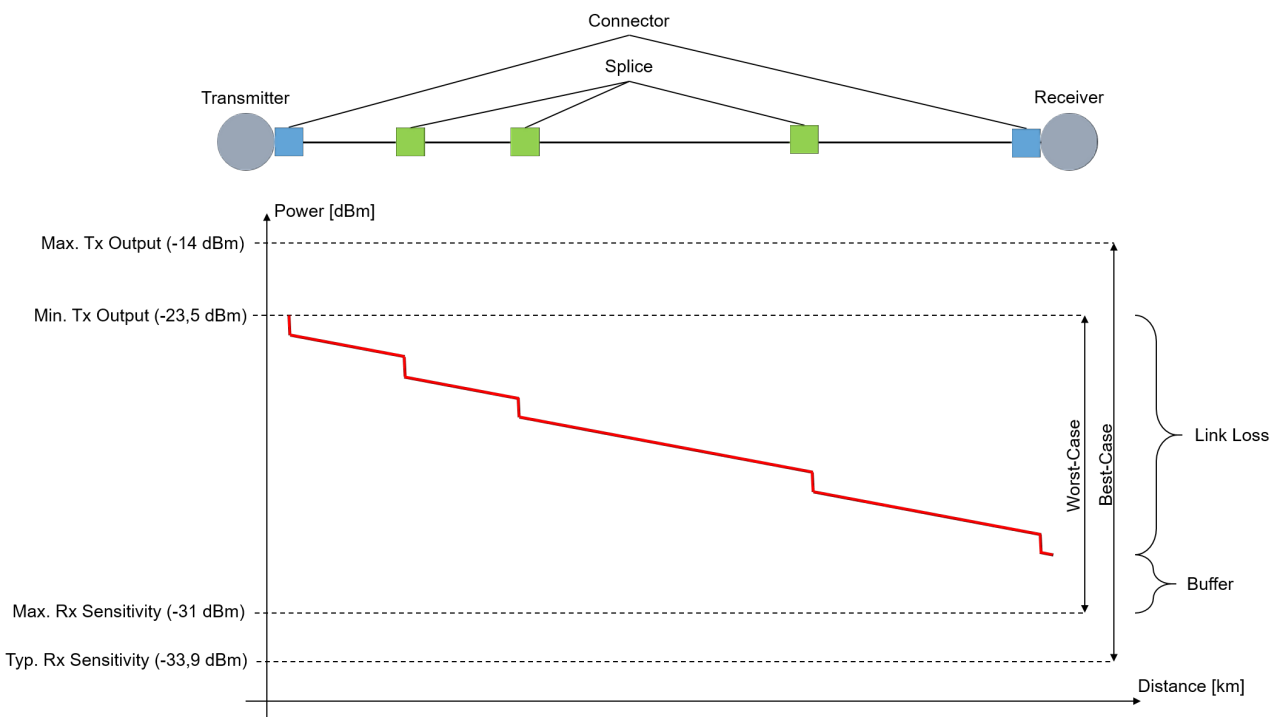 Connector
Splice
Transmitter
Receiver
Power [dBm]
Max. Tx Output (-14 dBm)
Min. Tx Output (-23,5 dBm)
Worst-Case
Best-Case
Link Loss
Buffer
Max. Rx Sensitivity (-31 dBm)
Typ. Rx Sensitivity (-33,9 dBm)
Distance [km]